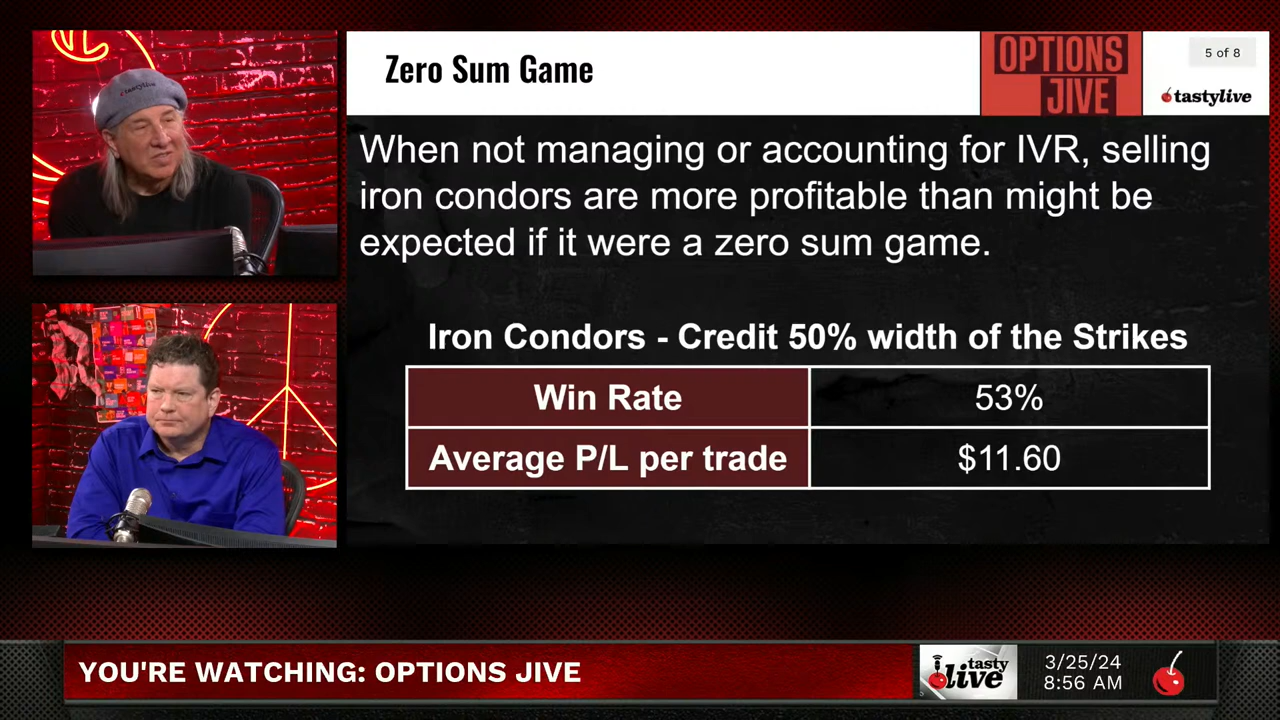 Zero Sum Game
OPTIONS
JIVE
5 of 8
tastylive
When not managing or accounting for IVR, selling
iron condors are more profitable than might be
expected if it were a zero sum game.
Iron Condors - Credit 50% width of the Strikes
Win Rate
53%
Average P/L per trade
$11.60
YOU'RE WATCHING: OPTIONS JIVE
tasty
live
3/25/24
8:56 AM